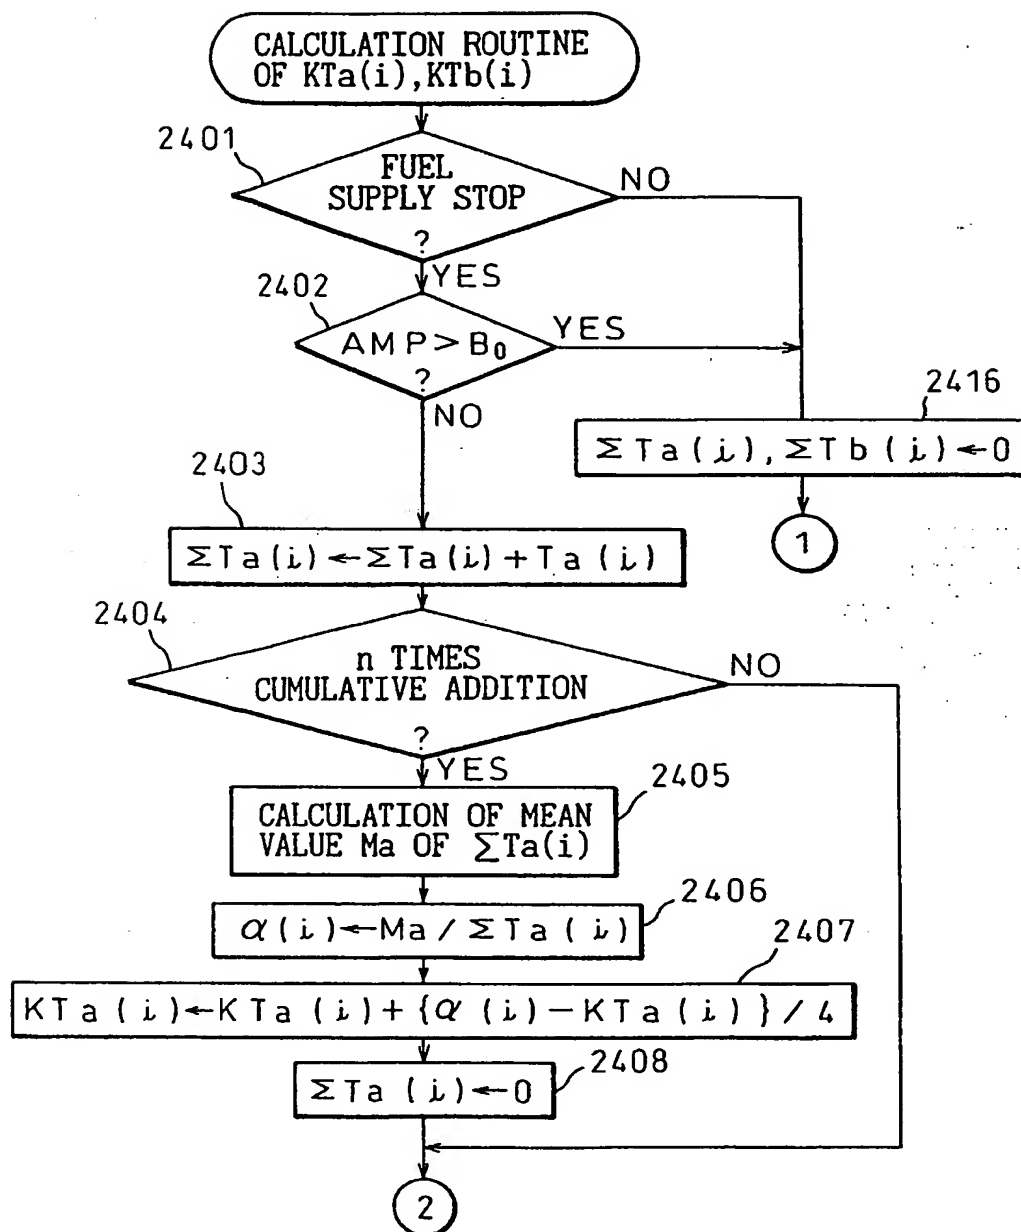 CALCULATION ROUTINE
OF KTa(i),KTb(i)
2401
FUEL
SUPPLY STOP
?
NO
YES
2402
AMP>B₀
?
YES
NO
2416
ΣTa(i),ΣTb(i)←0
1
2403
ΣTa(i)←ΣTa(i)+Ta(i)
2404
n TIMES
CUMULATIVE ADDITION
?
NO
YES
2405
CALCULATION OF MEAN
VALUE Ma OF ΣTa(i)
2406
α(i)←Ma/ΣTa(i)
2407
KTa(i)←KTa(i)+{α(i)−KTa(i)}/4
2408
ΣTa(i)←0
2